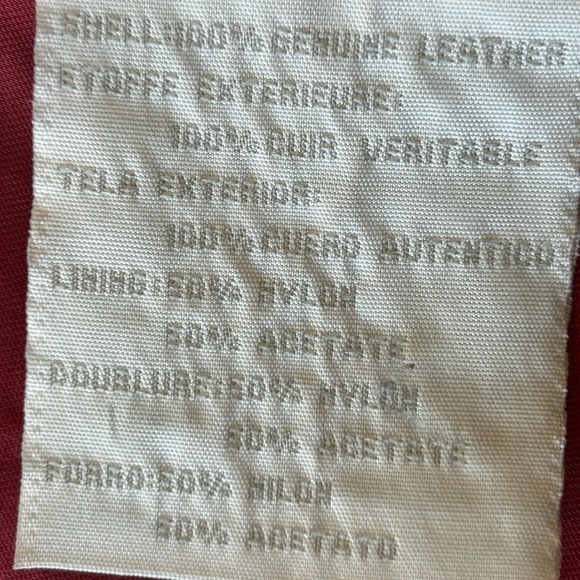 SHELL:100% GENUINE LEATHER
ETOFFE EXTERIEURE:
100% CUIR VERITABLE
TELA EXTERIOR:
100% CUERO AUTENTICO
LINING:50% NYLON
50% ACETATE
DOUBLURE:50% NYLON
50% ACETATE
FORRO:50% NILON
50% ACETATO